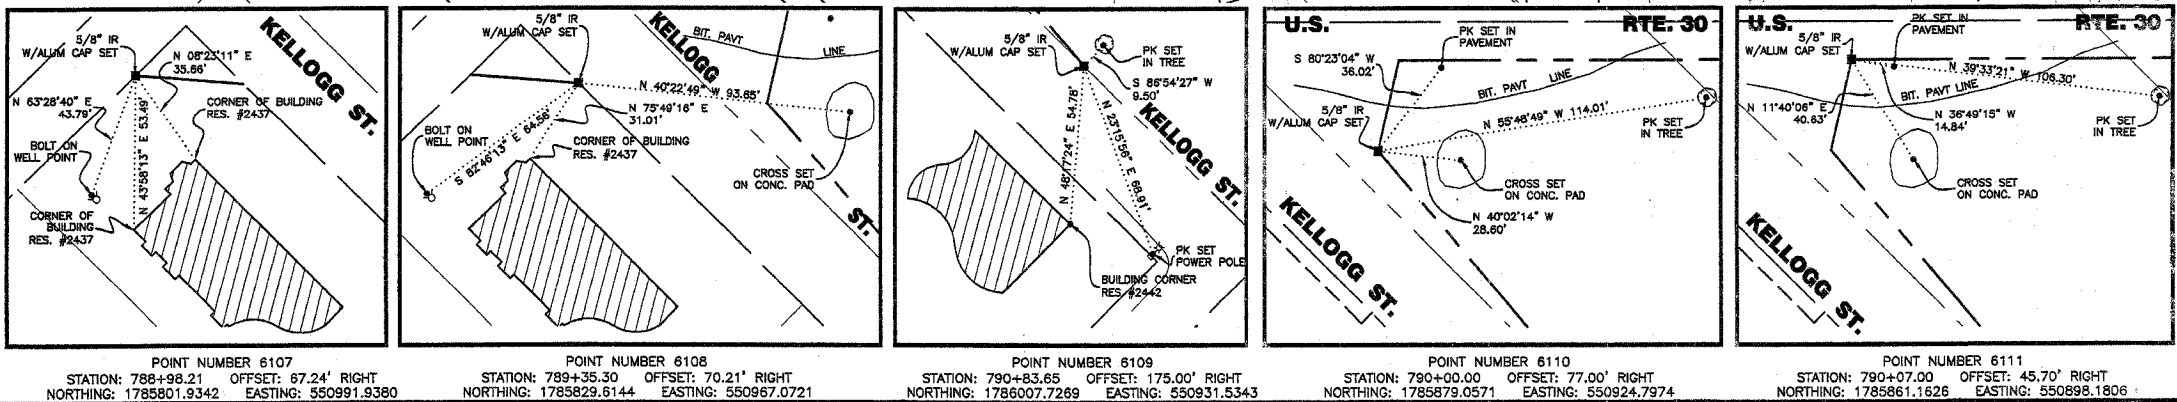 5/8" IR
W/ALUM CAP SET
N 08°23'11" E
35.66'
KELLOGG ST.
N 63°28'40" E
43.79'
N 43°58'13" E 53.49'
CORNER OF BUILDING
RES. #2437
BOLT ON
WELL POINT
CORNER OF
BUILDING
RES. #2437
POINT NUMBER 6107
STATION: 788+98.21 OFFSET: 67.24' RIGHT
NORTHING: 1785801.9342 EASTING: 550991.9380
5/8" IR
W/ALUM CAP SET
KELLOGG
BIT. PAVT
LINE
N 40°22'49" W 93.65'
N 75°49'16" E
31.01'
BOLT ON
WELL POINT
S 82°46'13" E 64.56'
CORNER OF BUILDING
RES. #2437
CROSS SET
ON CONC. PAD
ST.
POINT NUMBER 6108
STATION: 789+35.30 OFFSET: 70.21' RIGHT
NORTHING: 1785829.6144 EASTING: 550967.0721
5/8" IR
W/ALUM CAP SET
PK SET
IN TREE
S 86°54'27" W
9.50'
KELLOGG ST.
N 48°17'24" E 54.78'
N 23°15'56" E 68.91'
PK SET
POWER POLE
BUILDING CORNER
RES #2442
POINT NUMBER 6109
STATION: 790+83.65 OFFSET: 175.00' RIGHT
NORTHING: 1786007.7269 EASTING: 550931.5343
U.S. RTE. 30
PK SET IN
PAVEMENT
S 80°23'04" W
36.02'
BIT. PAVT LINE
5/8" IR
W/ALUM CAP SET
N 55°48'49" W 114.01'
PK SET
IN TREE
CROSS SET
ON CONC. PAD
N 40°02'14" W
28.60'
KELLOGG ST.
POINT NUMBER 6110
STATION: 790+00.00 OFFSET: 77.00' RIGHT
NORTHING: 1785879.0571 EASTING: 550924.7974
U.S. RTE. 30
PK SET IN
PAVEMENT
5/8" IR
W/ALUM CAP SET
N 39°33'21" W 106.30'
BIT. PAVT LINE
N 11°40'06" E
40.63'
N 36°49'15" W
14.84'
PK SET
IN TREE
CROSS SET
ON CONC. PAD
KELLOGG ST.
POINT NUMBER 6111
STATION: 790+07.00 OFFSET: 45.70' RIGHT
NORTHING: 1785861.1626 EASTING: 550898.1806